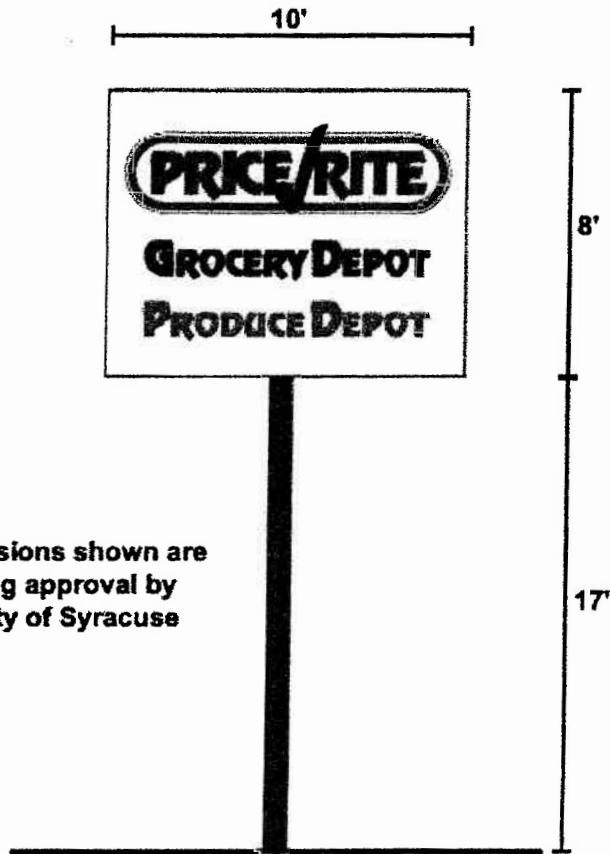 10'
PRICE RITE
GROCERY DEPOT
PRODUCE DEPOT
8'
sions shown are
g approval by
ty of Syracuse
17'